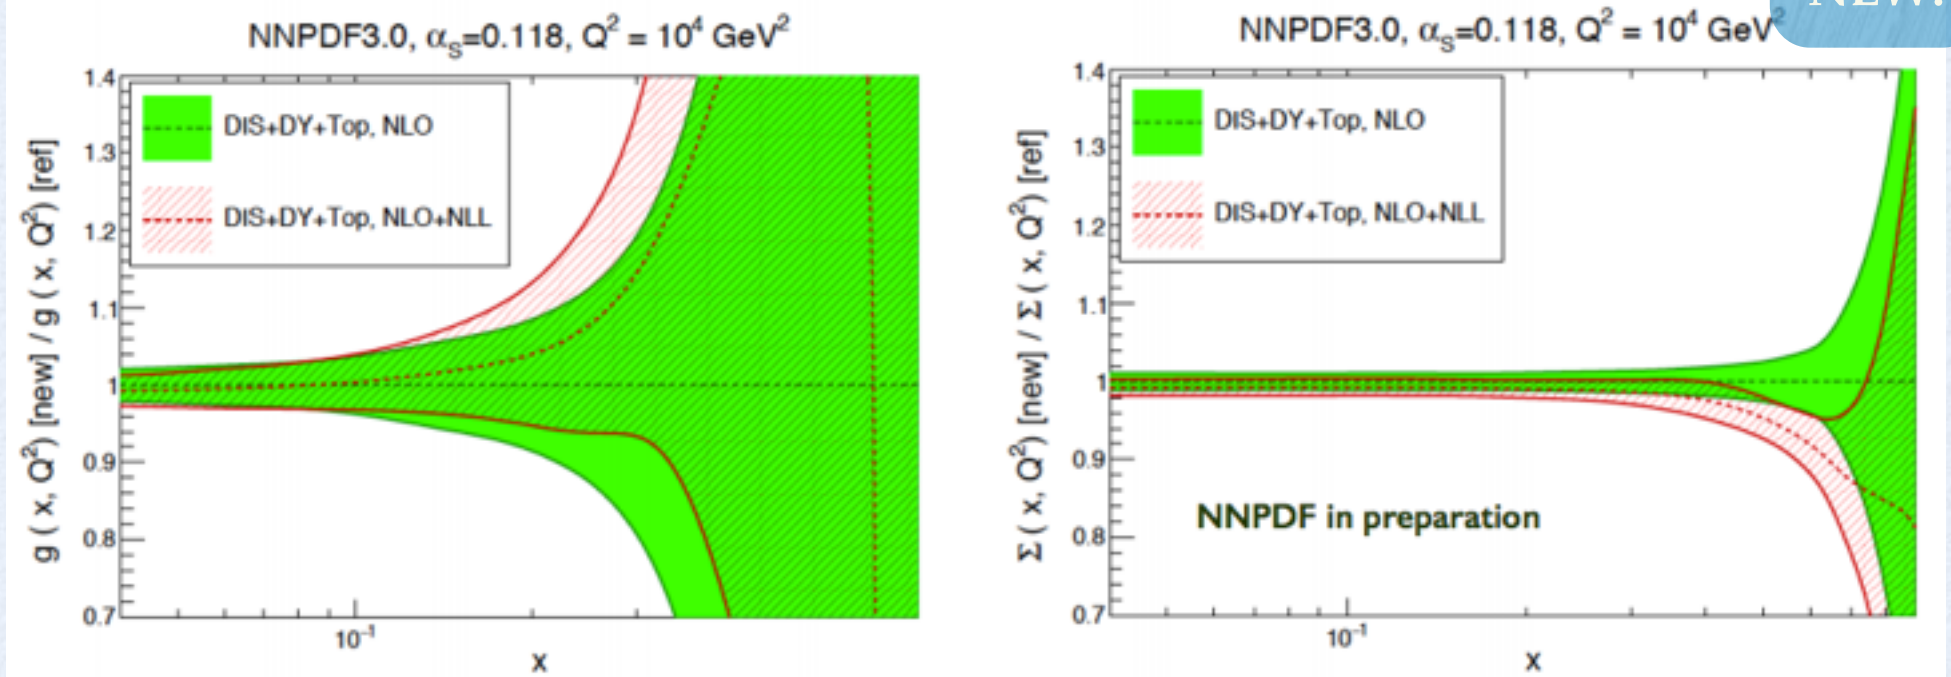 NNPDF3.0, αS=0.118, Q² = 10⁴ GeV²
1.4
1.3
1.2
1.1
1
0.9
0.8
0.7
g ( x, Q²) [new] / g ( x, Q²) [ref]
DIS+DY+Top, NLO
DIS+DY+Top, NLO+NLL
10⁻¹
x
NEW!
NNPDF3.0, αS=0.118, Q² = 10⁴ GeV²
1.4
1.3
1.2
1.1
1
0.9
0.8
0.7
Σ ( x, Q²) [new] / Σ ( x, Q²) [ref]
DIS+DY+Top, NLO
DIS+DY+Top, NLO+NLL
NNPDF in preparation
10⁻¹
x